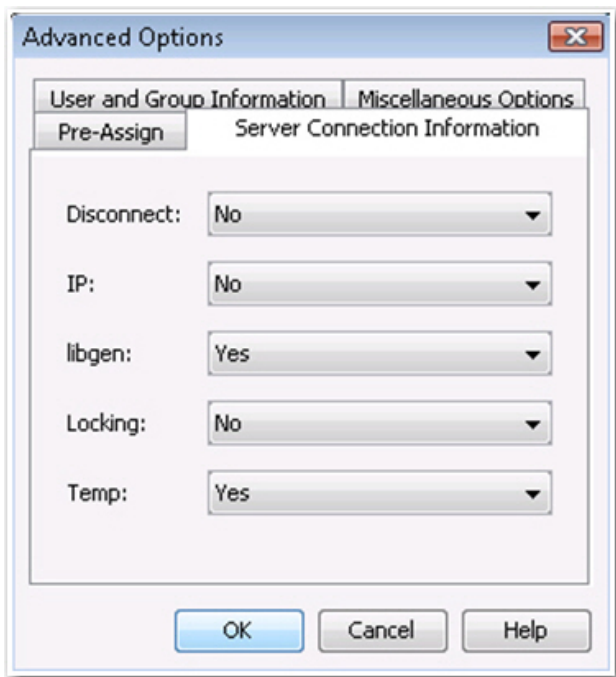 Advanced Options
User and Group Information Miscellaneous Options
Pre-Assign Server Connection Information
Disconnect: No
IP: No
libgen: Yes
Locking: No
Temp: Yes
OK Cancel Help